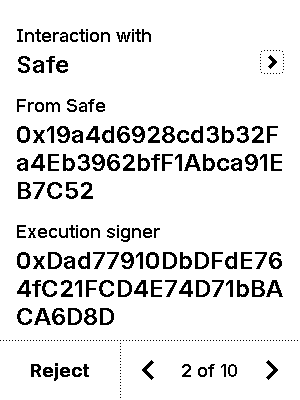 Interaction with
Safe
From Safe
0x19a4d6928cd3b32F
a4Eb3962bfF1Abca91E
B7C52
Execution signer
0xDad77910DbDFdE76
4fC21FCD4E74D71bBA
CA6D8D
Reject
2 of 10